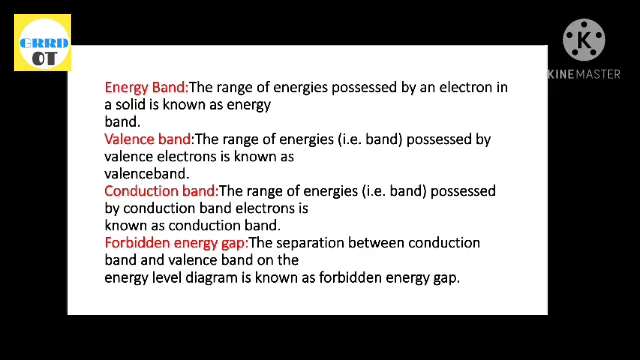 GRRD
OT
K
KINEMASTER
Energy Band:The range of energies possessed by an electron in
a solid is known as energy
band.
Valence band:The range of energies (i.e. band) possessed by
valence electrons is known as
valenceband.
Conduction band:The range of energies (i.e. band) possessed
by conduction band electrons is
known as conduction band.
Forbidden energy gap:The separation between conduction
band and valence band on the
energy level diagram is known as forbidden energy gap.